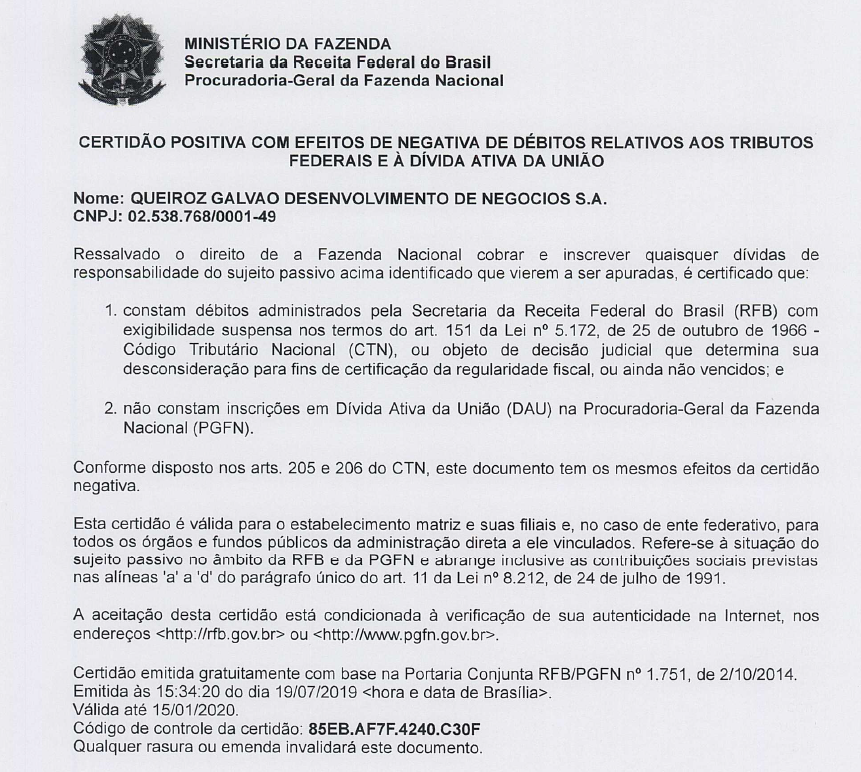 MINISTÉRIO DA FAZENDA
Secretaria da Receita Federal do Brasil
Procuradoria-Geral da Fazenda Nacional
CERTIDÃO POSITIVA COM EFEITOS DE NEGATIVA DE DÉBITOS RELATIVOS AOS TRIBUTOS
FEDERAIS E À DÍVIDA ATIVA DA UNIÃO
Nome: QUEIROZ GALVAO DESENVOLVIMENTO DE NEGOCIOS S.A.
CNPJ: 02.538.768/0001-49
Ressalvado o direito de a Fazenda Nacional cobrar e inscrever quaisquer dívidas de
responsabilidade do sujeito passivo acima identificado que vierem a ser apuradas, é certificado que:
1. constam débitos administrados pela Secretaria da Receita Federal do Brasil (RFB) com
exigibilidade suspensa nos termos do art. 151 da Lei nº 5.172, de 25 de outubro de 1966 -
Código Tributário Nacional (CTN), ou objeto de decisão judicial que determina sua
desconsideração para fins de certificação da regularidade fiscal, ou ainda não vencidos; e
2. não constam inscrições em Dívida Ativa da União (DAU) na Procuradoria-Geral da Fazenda
Nacional (PGFN).
Conforme disposto nos arts. 205 e 206 do CTN, este documento tem os mesmos efeitos da certidão
negativa.
Esta certidão é válida para o estabelecimento matriz e suas filiais e, no caso de ente federativo, para
todos os órgãos e fundos públicos da administração direta a ele vinculados. Refere-se à situação do
sujeito passivo no âmbito da RFB e da PGFN e abrange inclusive as contribuições sociais previstas
nas alíneas 'a' a 'd' do parágrafo único do art. 11 da Lei nº 8.212, de 24 de julho de 1991.
A aceitação desta certidão está condicionada à verificação de sua autenticidade na Internet, nos
endereços <http://rfb.gov.br> ou <http://www.pgfn.gov.br>.
Certidão emitida gratuitamente com base na Portaria Conjunta RFB/PGFN nº 1.751, de 2/10/2014.
Emitida às 15:34:20 do dia 19/07/2019 <hora e data de Brasília>.
Válida até 15/01/2020.
Código de controle da certidão: 85EB.AF7F.4240.C30F
Qualquer rasura ou emenda invalidará este documento.